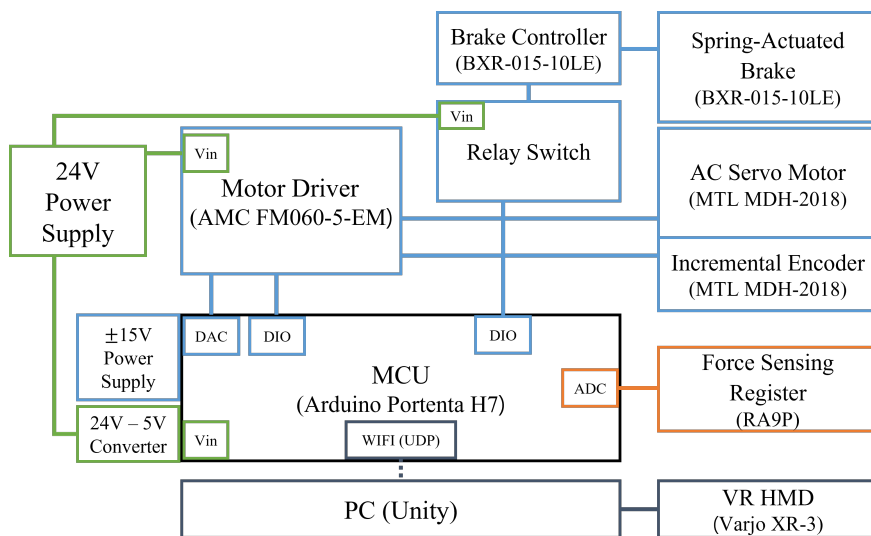 Brake Controller
(BXR-015-10LE)
Spring-Actuated
Brake
(BXR-015-10LE)
Vin
Relay Switch
24V
Power
Supply
Vin
Motor Driver
(AMC FM060-5-EM)
AC Servo Motor
(MTL MDH-2018)
Incremental Encoder
(MTL MDH-2018)
±15V
Power
Supply
DAC
DIO
DIO
MCU
(Arduino Portenta H7)
ADC
Force Sensing
Register
(RA9P)
24V – 5V
Converter
Vin
WIFI (UDP)
PC (Unity)
VR HMD
(Varjo XR-3)